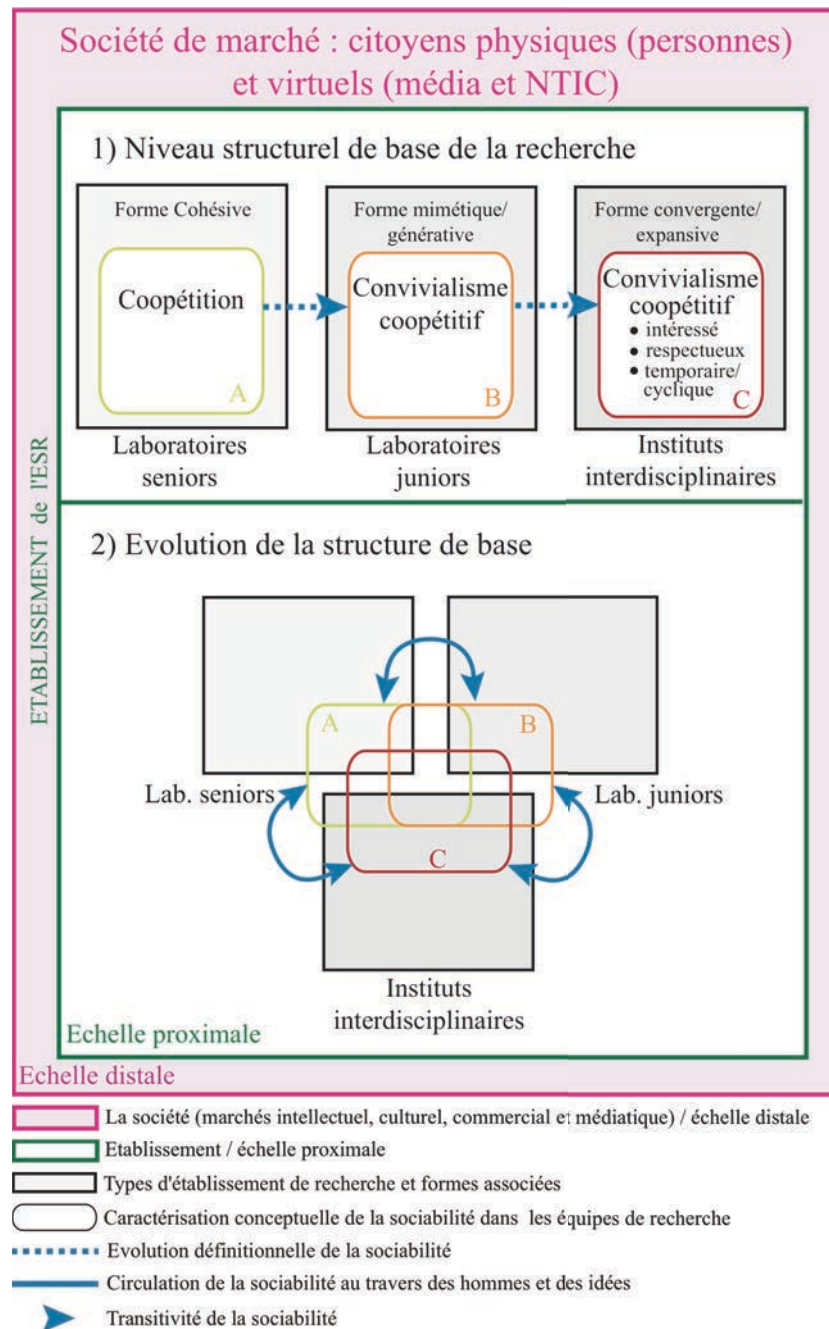 Société de marché : citoyens physiques (personnes)
et virtuels (média et NTIC)
ETABLISSEMENT de l'ESR
1) Niveau structurel de base de la recherche
Forme Cohésive
Coopétition
A
Laboratoires
seniors
Forme mimétique/
générative
Convivialisme
coopétitif
B
Laboratoires
juniors
Forme convergente/
expansive
Convivialisme
coopétitif
• intéressé
• respectueux
• temporaire/
cyclique
C
Instituts
interdisciplinaires
2) Evolution de la structure de base
A
B
Lab. seniors
Lab. juniors
C
Instituts
interdisciplinaires
Echelle proximale
Echelle distale
La société (marchés intellectuel, culturel, commercial et médiatique) / échelle distale
Etablissement / échelle proximale
Types d'établissement de recherche et formes associées
Caractérisation conceptuelle de la sociabilité dans les équipes de recherche
Evolution définitionnelle de la sociabilité
Circulation de la sociabilité au travers des hommes et des idées
Transitivité de la sociabilité